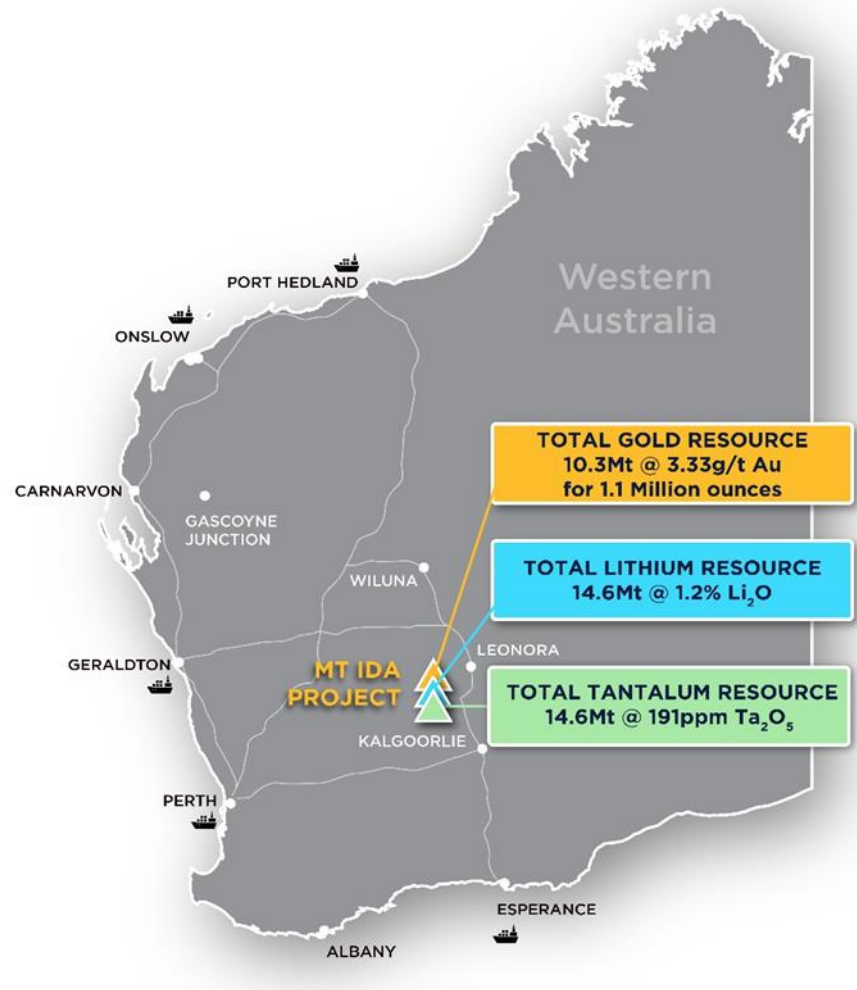 PORT HEDLAND
ONSLOW
Western
Australia
TOTAL GOLD RESOURCE
10.3Mt @ 3.33g/t Au
for 1.1 Million ounces
CARNARVON
GASCOYNE
JUNCTION
WILUNA
TOTAL LITHIUM RESOURCE
14.6Mt @ 1.2% Li₂O
LEONORA
GERALDTON
MT IDA
PROJECT
TOTAL TANTALUM RESOURCE
14.6Mt @ 191ppm Ta₂O₅
KALGOORLIE
PERTH
ESPERANCE
ALBANY